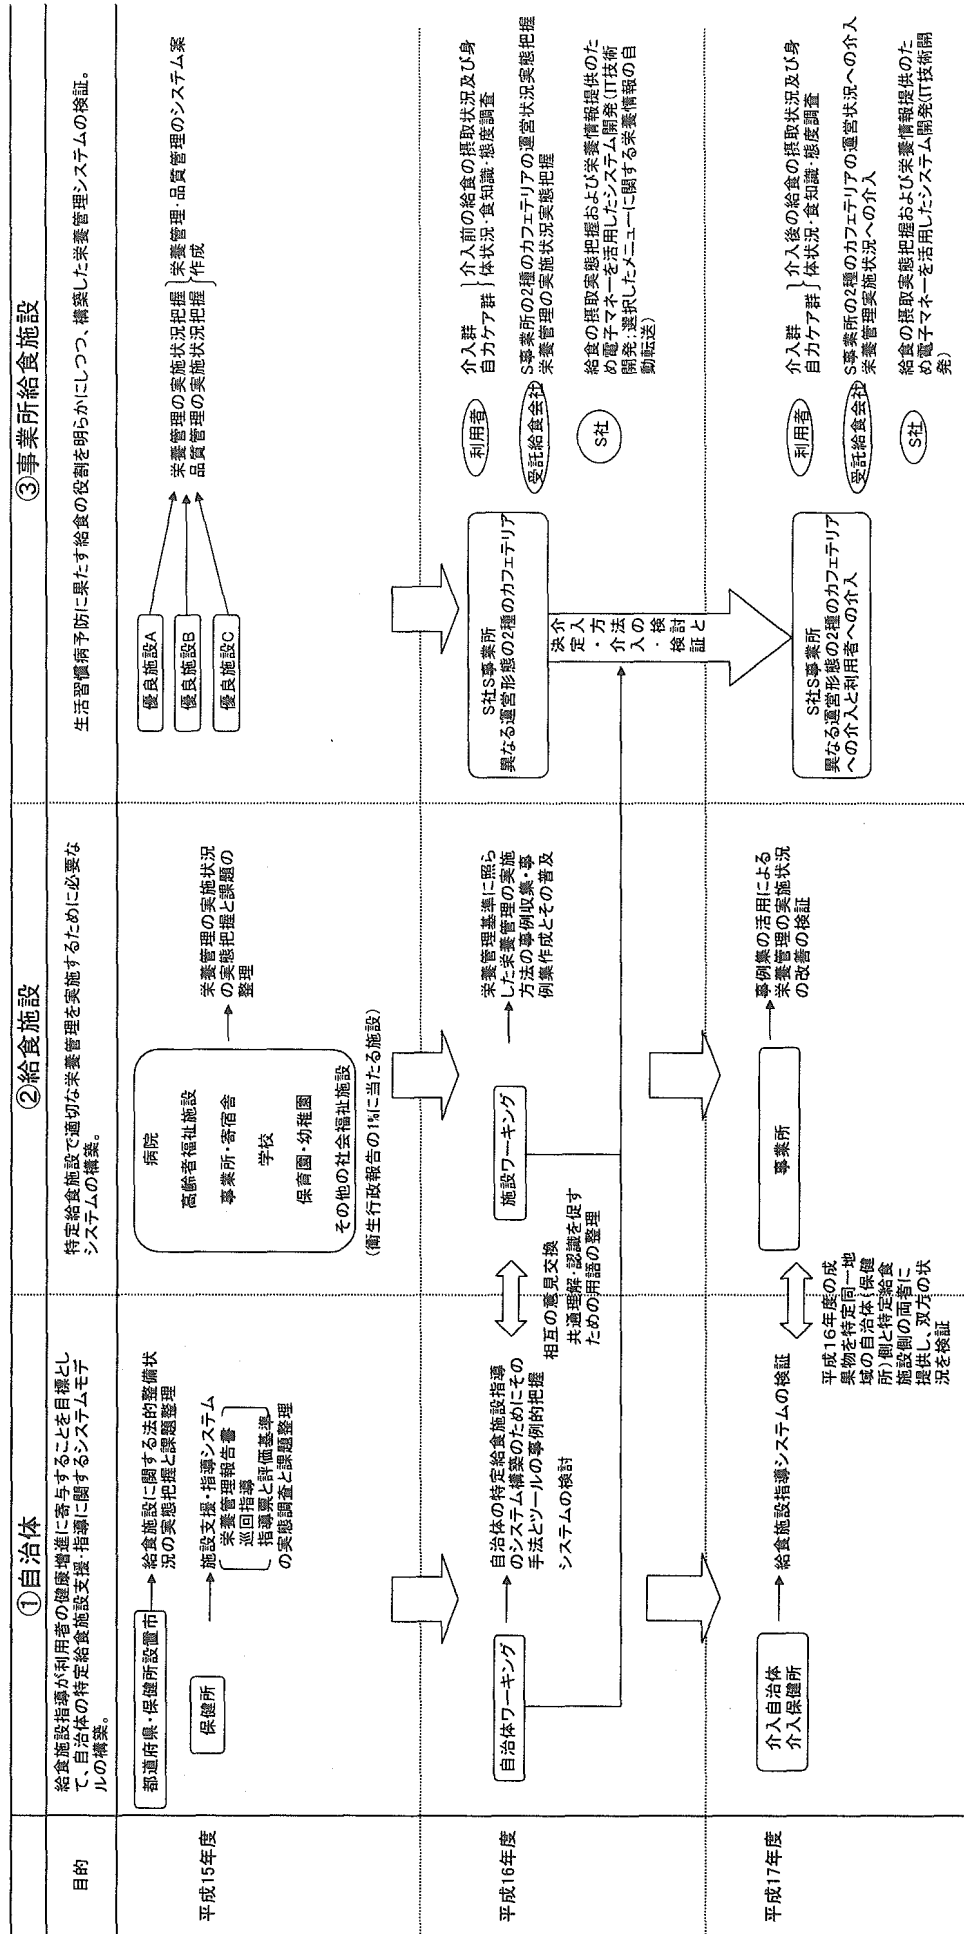 ①自治体
②給食施設
③事業所給食施設
目的
給食施設指導が利用者の健康増進に寄与することを目標とし
て、自治体の特定給食施設支援・指導に関するシステムモデ
ルの構築。
特定給食施設で適切な栄養管理を実施するために必要な
システムの構築。
生活習慣病予防に果たす給食の役割を明らかにしつつ、構築した栄養管理システムの検証。
平成15年度
都道府県・保健所設置市
給食施設に関する法的整備状
況の実態把握と課題整理
保健所
施設支援・指導システム
栄養管理報告書
巡回指導
指導票と評価基準
の実態調査と課題整理
病院
高齢者福祉施設
事業所・寄宿舎
学校
保育園・幼稚園
その他の社会福祉施設
(衛生行政報告の1%に当たる施設)
栄養管理の実施状況
の実態把握と課題の
整理
優良施設A
優良施設B
優良施設C
栄養管理の実施状況把握
品質管理の実施状況把握
栄養管理・品質管理のシステム案
作成
平成16年度
自治体ワーキング
自治体の特定給食施設指導
のシステム構築のためにその
手法とツールの事例的把握
システムの検討
相互の意見交換
共通理解・認識を促す
ための用語の整理
施設ワーキング
栄養管理基準に照ら
した栄養管理の実施
方法の事例収集・事
例集作成とその普及
S社S事業所
異なる運営形態の2種のカフェテリア
利用者
介入群
自力ケア群
介入前の給食の摂取状況及び身
体状況・食知識・態度調査
受託給食会社
S事業所の2種のカフェテリアの運営状況実態把握
栄養管理の実施状況実態把握
S社
給食の摂取実態把握および栄養情報提供のた
め電子マネーを活用したシステム開発(IT技術
開発:選択したメニューに関する栄養情報の自
動転送)
決介
定入
・方
介法
入の
・検
検討
証と
平成17年度
介入自治体
介入保健所
給食施設指導システムの検証
平成16年度の成
果物を特定同一地
域の自治体(保健
所)側と特定給食
施設側の両者に
提供し、双方の状
況を検証
事業所
事例集の活用による
栄養管理の実施状況
の改善の検証
S社S事業所
異なる運営形態の2種のカフェテリア
への介入と利用者への介入
利用者
介入群
自力ケア群
介入後の給食の摂取状況及び身
体状況・食知識・態度調査
受託給食会社
S事業所の2種のカフェテリアの運営状況への介入
栄養管理実施状況への介入
S社
給食の摂取実態把握および栄養情報提供のた
め電子マネーを活用したシステム開発(IT技術開
発)